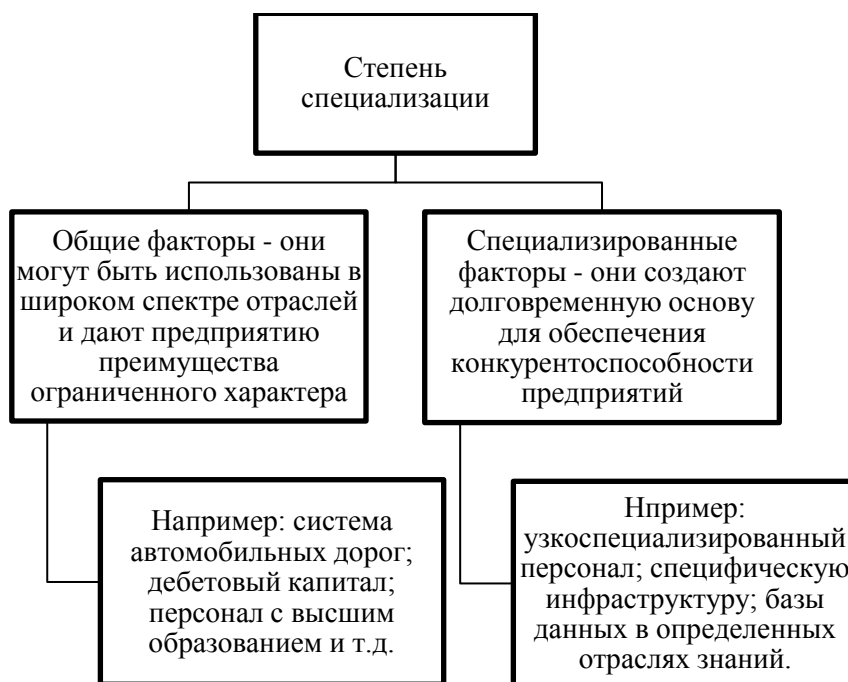 Степень
специализации
Общие факторы - они
могут быть использованы в
широком спектре отраслей
и дают предприятию
преимущества
ограниченного характера
Специализированные
факторы - они создают
долговременную основу
для обеспечения
конкурентоспособности
предприятий
Например: система
автомобильных дорог;
дебетовый капитал;
персонал с высшим
образованием и т.д.
Нпример:
узкоспециализированный
персонал; специфическую
инфраструктуру; базы
данных в определенных
отраслях знаний.